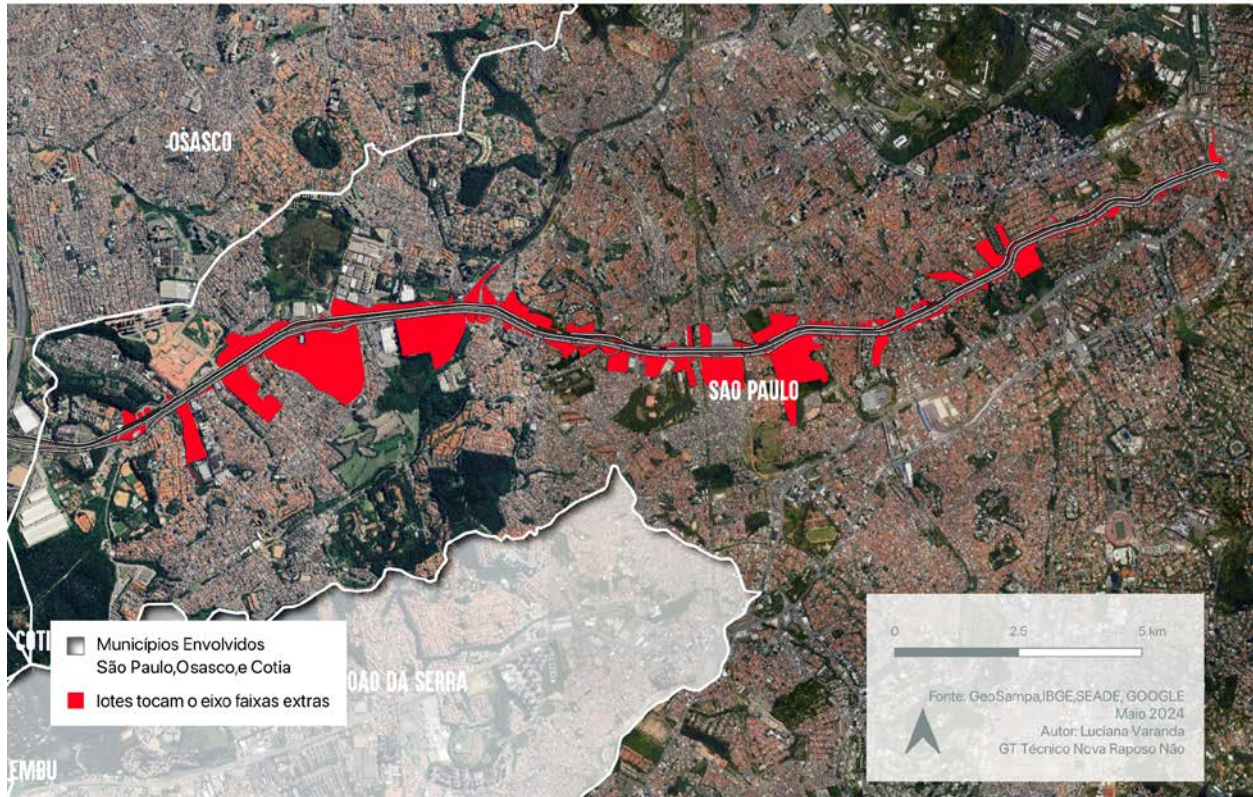 OSASCO
SAO PAULO
COTI
Municípios Envolvidos
São Paulo,Osasco,e Cotia
lotes tocam o eixo faixas extras
OAO DA SERRA
EMBU
0 2.5 5 km
Fonte: GeoSampa,IBGE,SEADE, GOOGLE
Maio 2024
Autor: Luciana Varanda
GT Técnico Nova Raposo Não